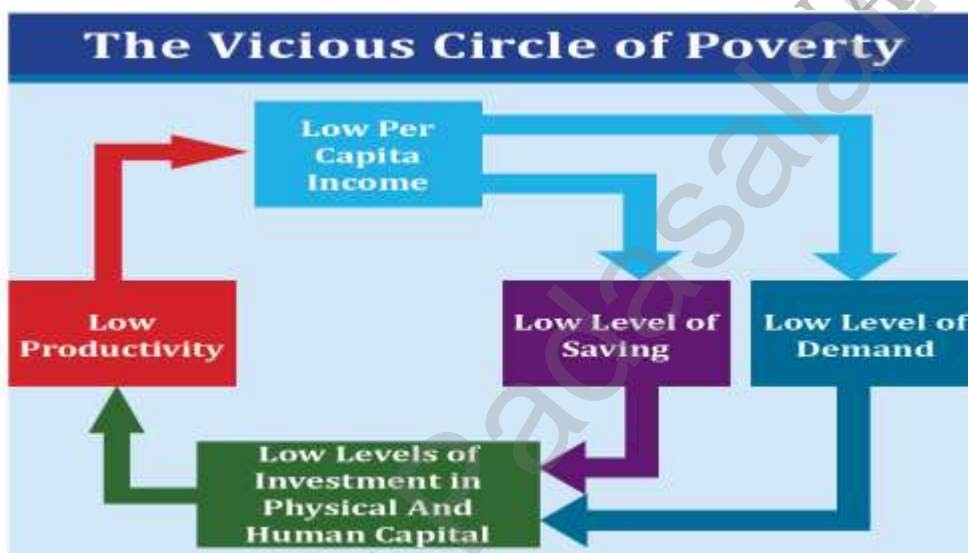 The Vicious Circle of Poverty
Low Per
Capita
Income
Low
Productivity
Low Level of
Saving
Low Level of
Demand
Low Levels of
Investment in
Physical And
Human Capital